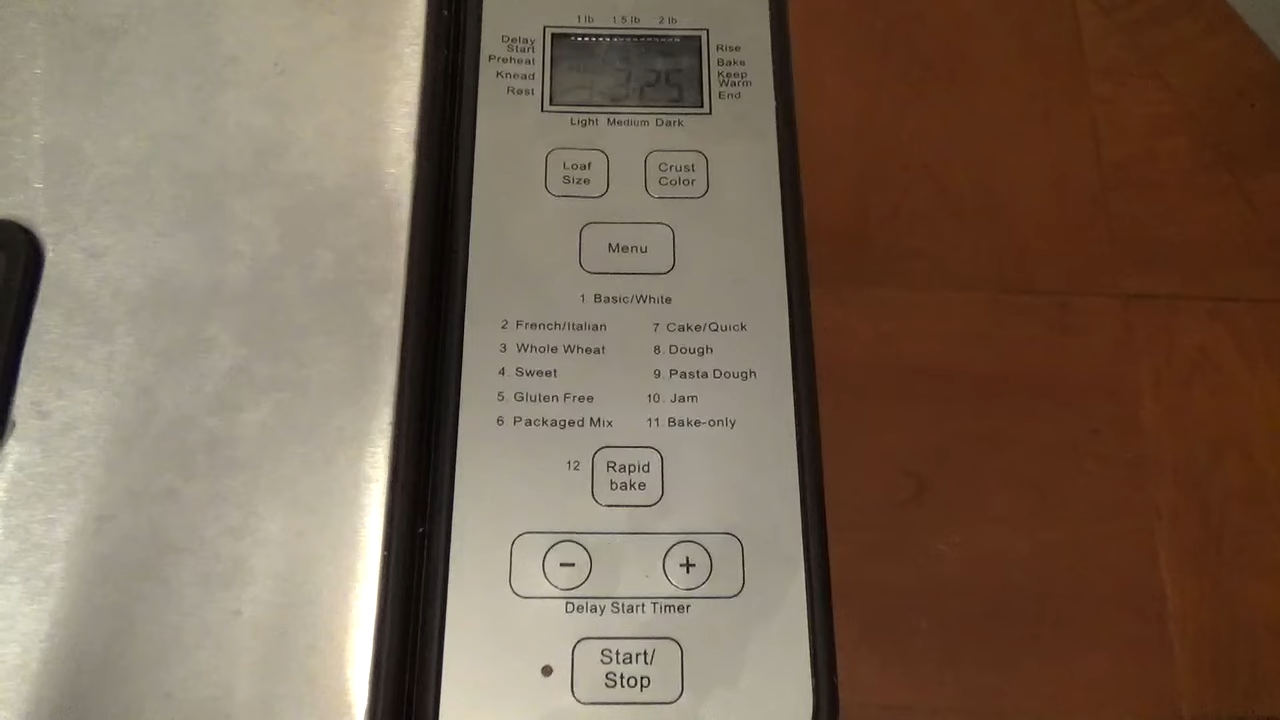 1 lb 1.5 lb 2 lb
Delay
Start
Preheat
Knead
Rest
3:25
Rise
Bake
Keep
Warm
End
Light Medium Dark
Loaf
Size
Crust
Color
Menu
1 Basic/White
2 French/Italian
3 Whole Wheat
4. Sweet
5. Gluten Free
6 Packaged Mix
7 Cake/Quick
8. Dough
9. Pasta Dough
10. Jam
11. Bake-only
12
Rapid
bake
− +
Delay Start Timer
Start/
Stop